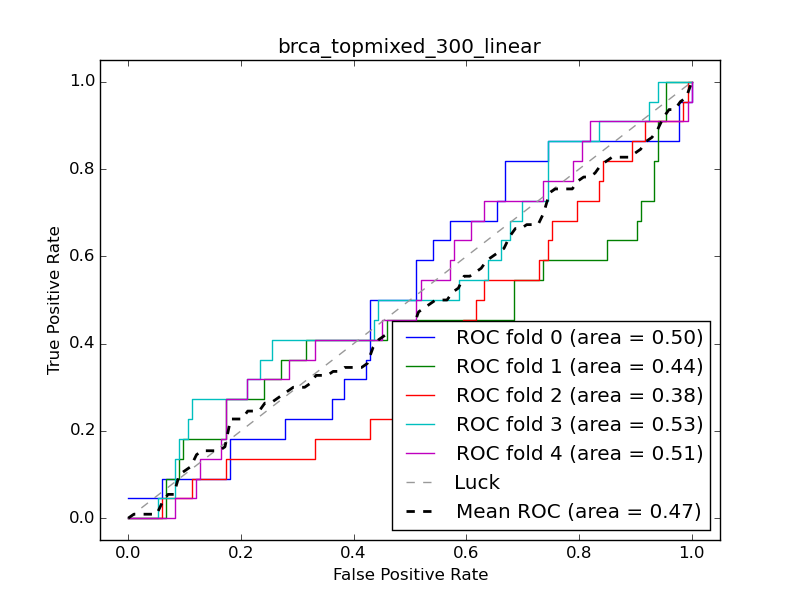 brca_topmixed_300_linear
True Positive Rate
1.0
0.8
0.6
0.4
0.2
0.0
ROC fold 0 (area = 0.50)
ROC fold 1 (area = 0.44)
ROC fold 2 (area = 0.38)
ROC fold 3 (area = 0.53)
ROC fold 4 (area = 0.51)
Luck
Mean ROC (area = 0.47)
0.0 0.2 0.4 0.6 0.8 1.0
False Positive Rate